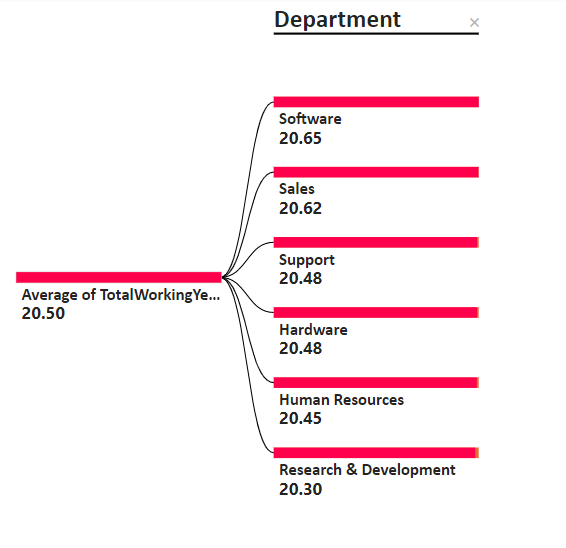 Department ×
Software
20.65
Sales
20.62
Support
20.48
Average of TotalWorkingYe...
20.50
Hardware
20.48
Human Resources
20.45
Research & Development
20.30